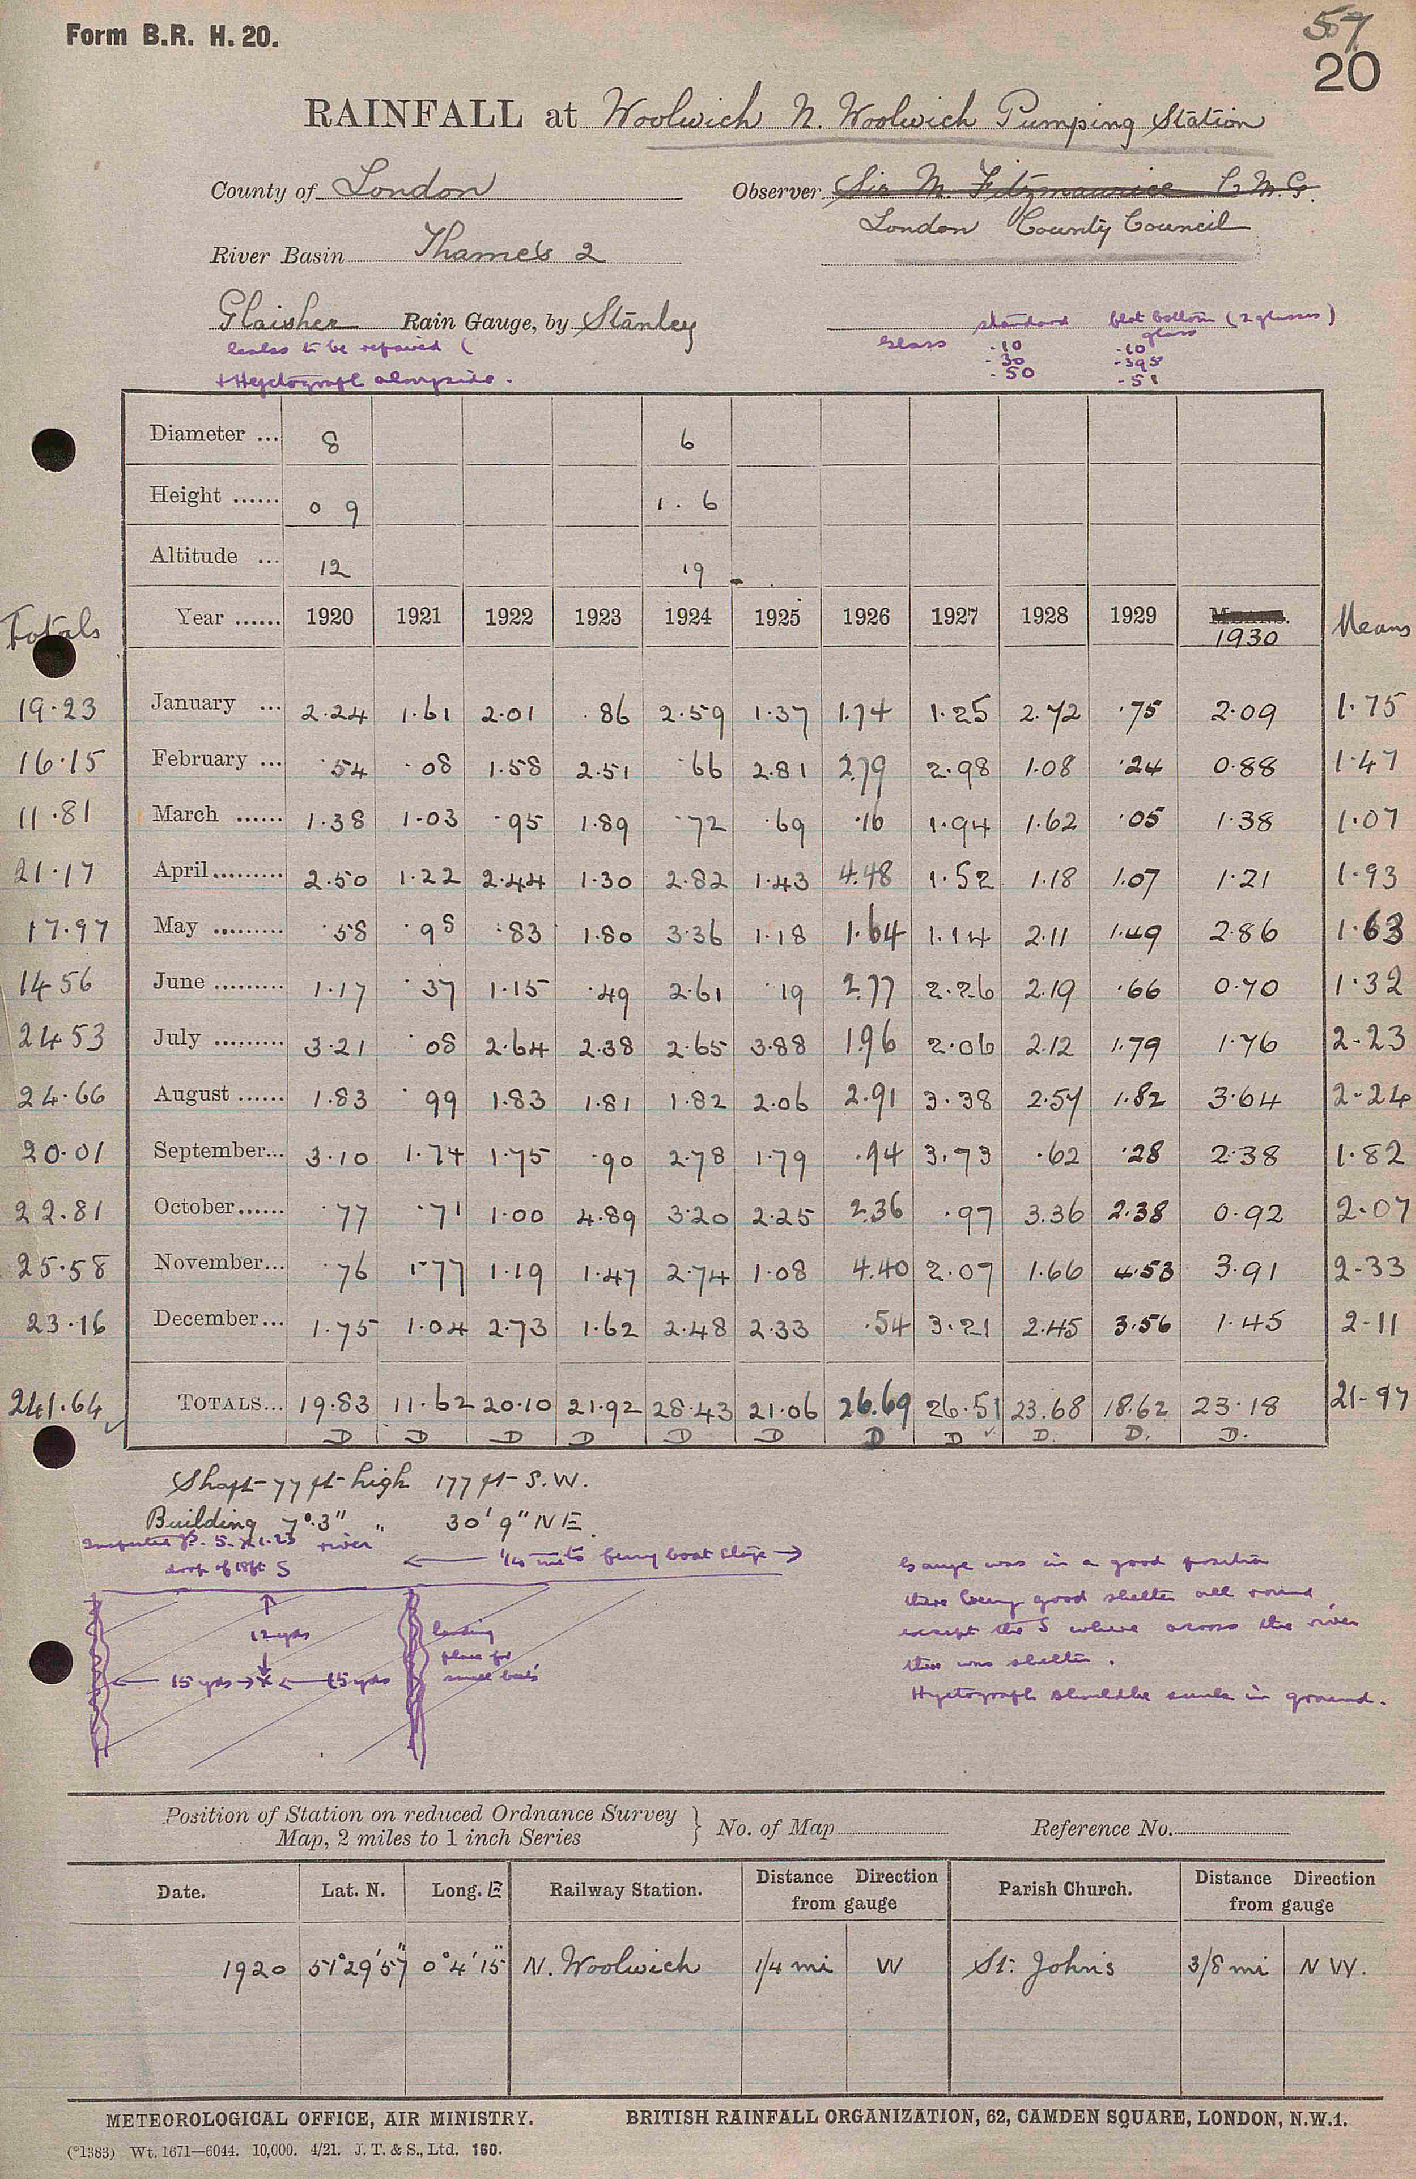 Form B.R. H. 20.
57
20
RAINFALL at Woolwich N. Woolwich Pumping Station
County of London Observer Sir M. Fitzmaurice C.M.G.
London County Council
River Basin Thames 2
Glaisher Rain Gauge, by Stanley
standard flat bottom (2 glasses)
glass
Glass .10 .10
.30 .395
.50 .51
leaks to be repaired (
+ Hyetograph alongside.
Diameter ... 8 6
Height ...... 0 9 1. 6
Altitude ... 12 19
Totals Year ...... 1920 1921 1922 1923 1924 1925 1926 1927 1928 1929 MEANS. 1930 Means
19.23 January ... 2.24 1.61 2.01 .86 2.59 1.37 1.74 1.25 2.72 .75 2.09 1.75
16.15 February ... .54 .08 1.58 2.51 .66 2.81 2.79 2.98 1.08 .24 0.88 1.47
11.81 March ...... 1.38 1.03 .95 1.89 .72 .69 .16 1.94 1.62 .05 1.38 1.07
21.17 April......... 2.50 1.22 2.44 1.30 2.82 1.43 4.48 1.52 1.18 1.07 1.21 1.93
17.97 May ......... .58 .98 .83 1.80 3.36 1.18 1.64 1.14 2.11 1.49 2.86 1.63
14 56 June ......... 1.17 .37 1.15 .49 2.61 .19 2.77 2.26 2.19 .66 0.70 1.32
24 53 July ......... 3.21 .08 2.64 2.38 2.65 3.88 1.96 2.06 2.12 1.79 1.76 2-23
24.66 August ...... 1.83 .99 1.83 1.81 1.82 2.06 2.91 3.38 2.57 1.82 3.64 2-24
20.01 September... 3.10 1.74 1.75 .90 2.78 1.79 .94 3.73 .62 .28 2.38 1.82
22.81 October...... .77 .71 1.00 4.89 3.20 2.25 2.36 .97 3.36 2.38 0.92 2.07
25.58 November... .76 1.77 1.19 1.47 2.74 1.08 4.40 2.07 1.66 4.53 3.91 2-33
23.16 December... 1.75 1.04 2.73 1.62 2.48 2.33 .54 3.21 2.45 3.56 1.45 2-11
241.64 TOTALS... 19.83 11.62 20.10 21.92 28.43 21.06 26.69 26.51 23.68 18.62 23.18 21-97
D D D D D D D D D. D. D.
Shaft 77 ft high 177 ft S.W.
Building 7°.3" " 30' 9" N E.
Inspected river
drop of 18ft S
1/4 mile to ferry boat stage
12 yds
15 yds 15 yds
landing
place for
small boats
Gauge was in a good position
there being good shelter all round
except the S where across the river
there was shelter.
Hyetograph should be sunk in ground.
Position of Station on reduced Ordnance Survey
Map, 2 miles to 1 inch Series
No. of Map Reference No.
Date. Lat. N. Long. E Railway Station. Distance Direction from gauge Parish Church. Distance Direction from gauge
1920 51°29'57" 0°4'15" N. Woolwich 1/4 mi W St. Johns 3/8 mi N W.
METEOROLOGICAL OFFICE, AIR MINISTRY. BRITISH RAINFALL ORGANIZATION, 62, CAMDEN SQUARE, LONDON, N.W.1.
(*1383) Wt. 1671—6044. 10,000. 4/21. J. T. & S., Ltd. 160.